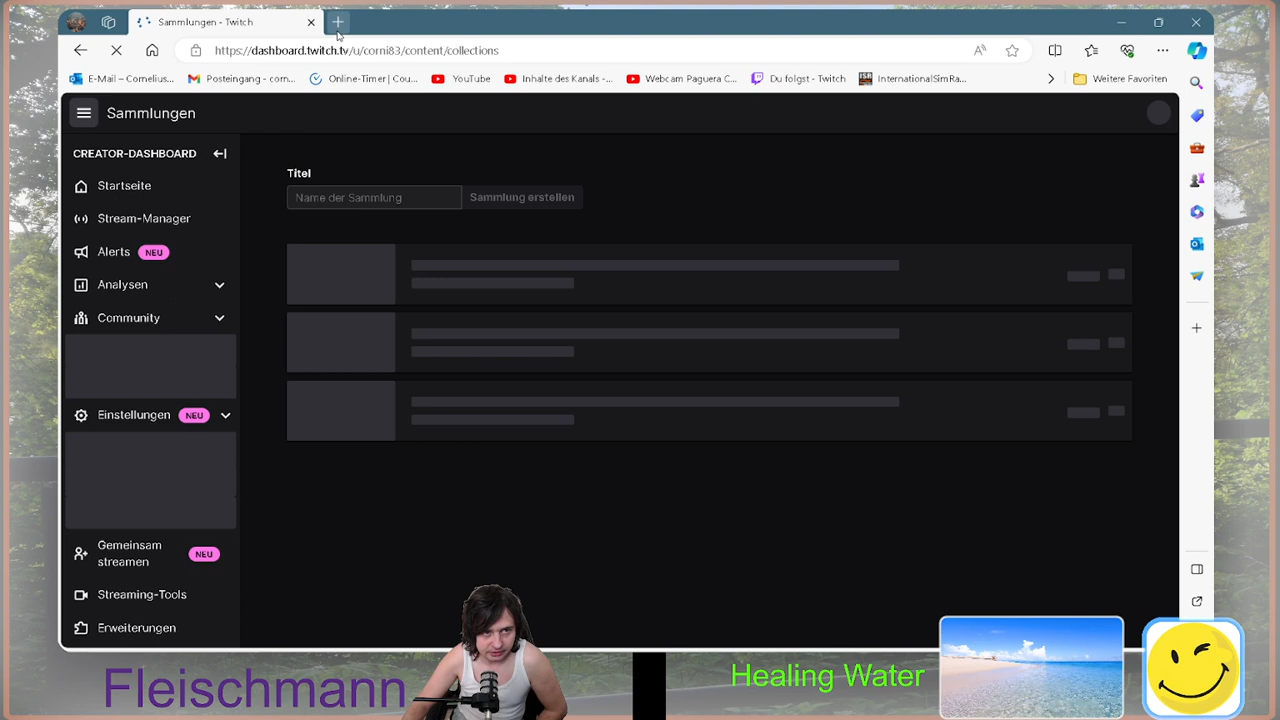 Sammlungen - Twitch
https://dashboard.twitch.tv/u/corni83/content/collections
E-Mail – Cornelius...
Posteingang - corn...
Online-Timer | Cou...
YouTube
Inhalte des Kanals -...
Webcam Paguera C...
Du folgst - Twitch
InternationalSimRa...
Weitere Favoriten
Sammlungen
CREATOR-DASHBOARD
Startseite
Stream-Manager
Alerts NEU
Analysen
Community
Einstellungen NEU
Gemeinsam
streamen NEU
Streaming-Tools
Erweiterungen
Titel
Name der Sammlung
Sammlung erstellen
Fleischmann
Healing Water